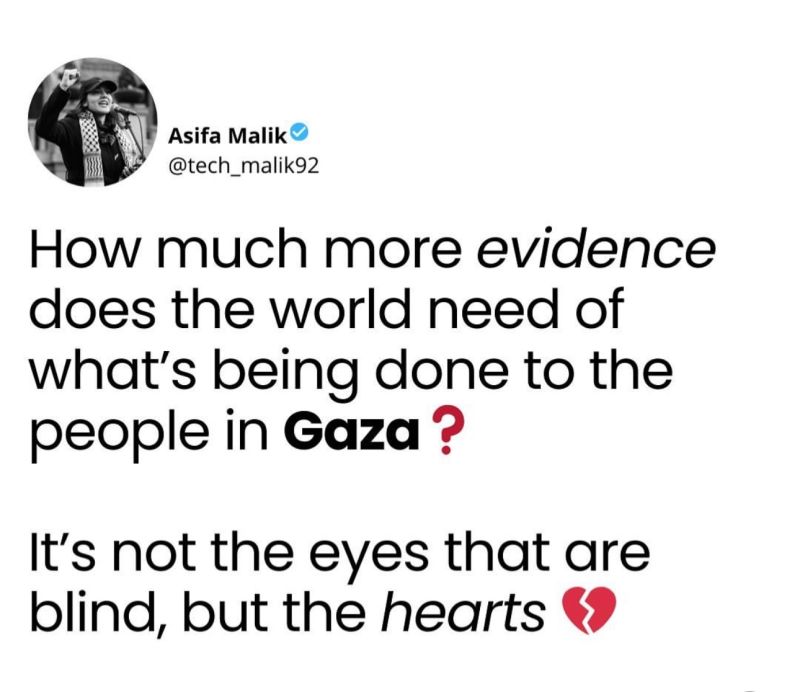 Asifa Malik
@tech_malik92
How much more evidence
does the world need of
what's being done to the
people in Gaza❓
It's not the eyes that are
blind, but the hearts 💔